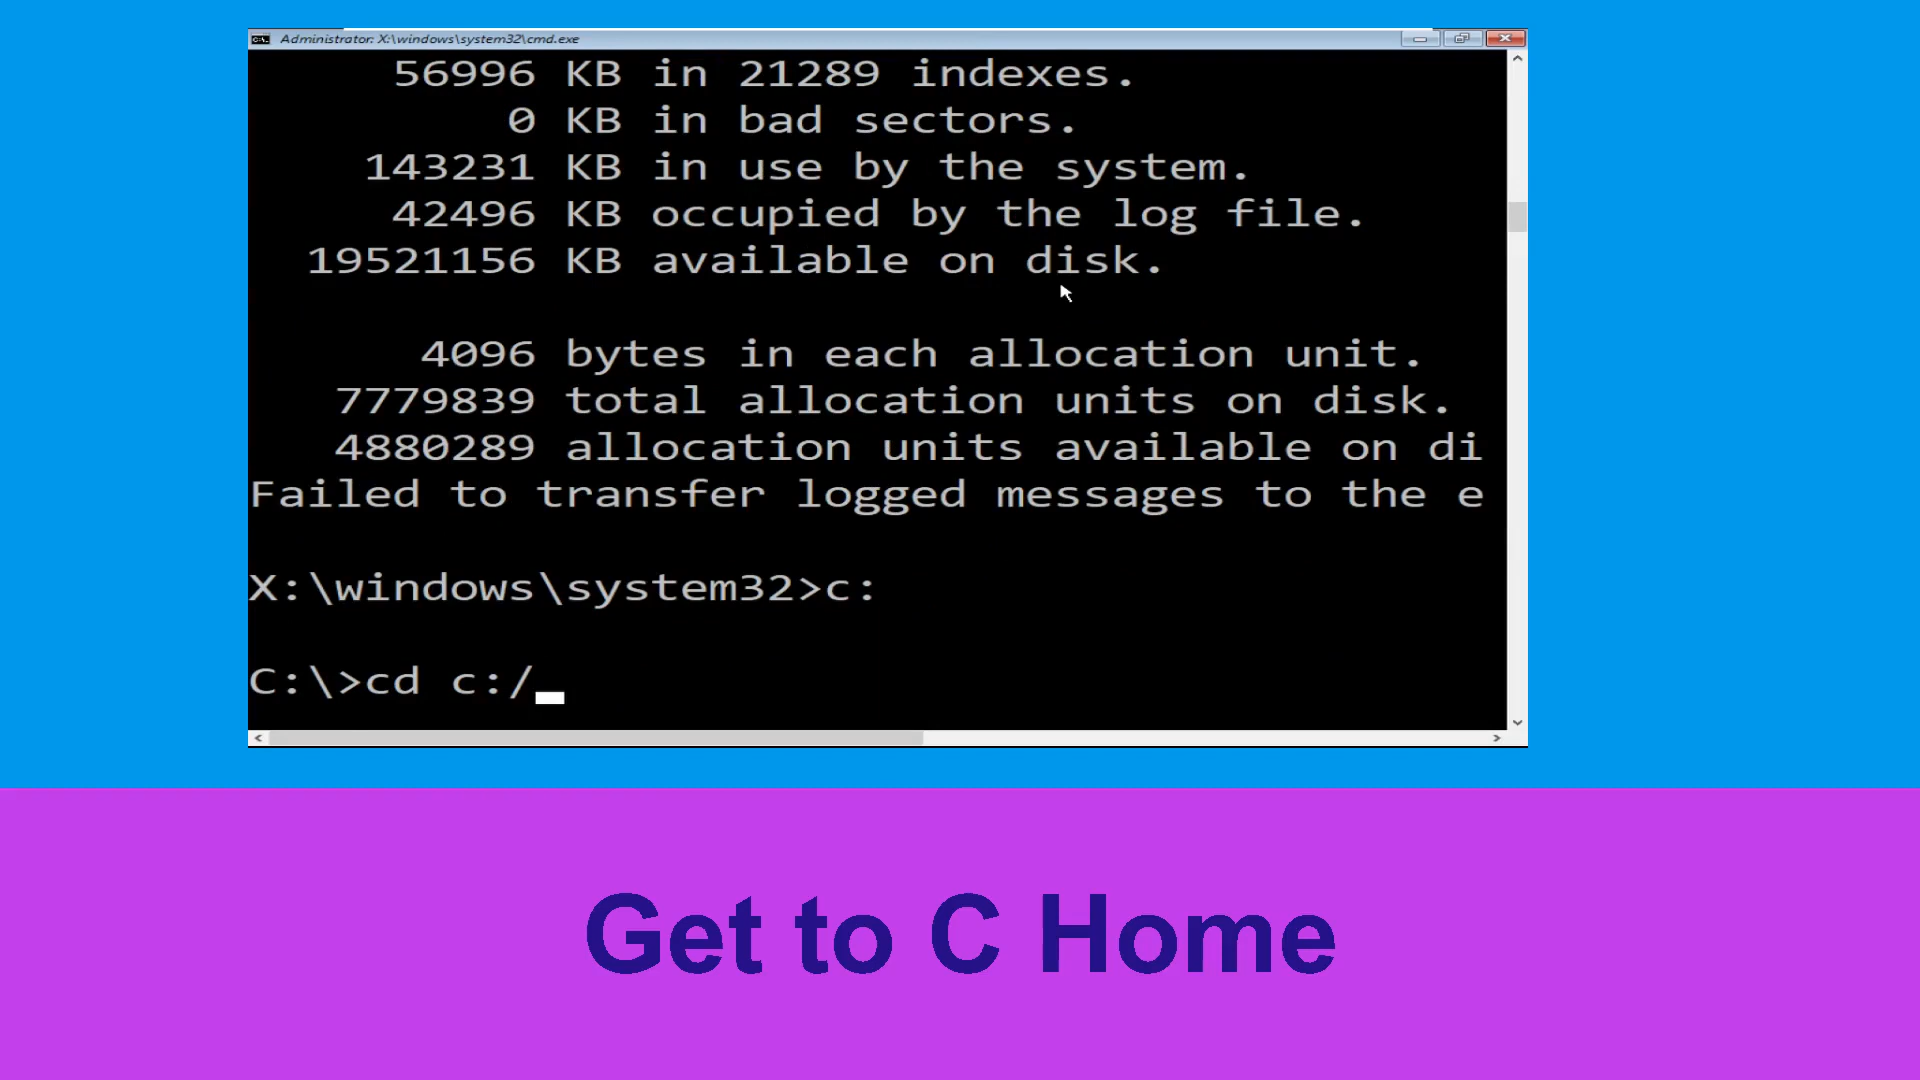 Administrator: X:\windows\system32\cmd.exe
56996 KB in 21289 indexes.
0 KB in bad sectors.
143231 KB in use by the system.
42496 KB occupied by the log file.
19521156 KB available on disk.
4096 bytes in each allocation unit.
7779839 total allocation units on disk.
4880289 allocation units available on di
Failed to transfer logged messages to the e
X:\windows\system32>c:
C:\>cd c:/
Get to C Home